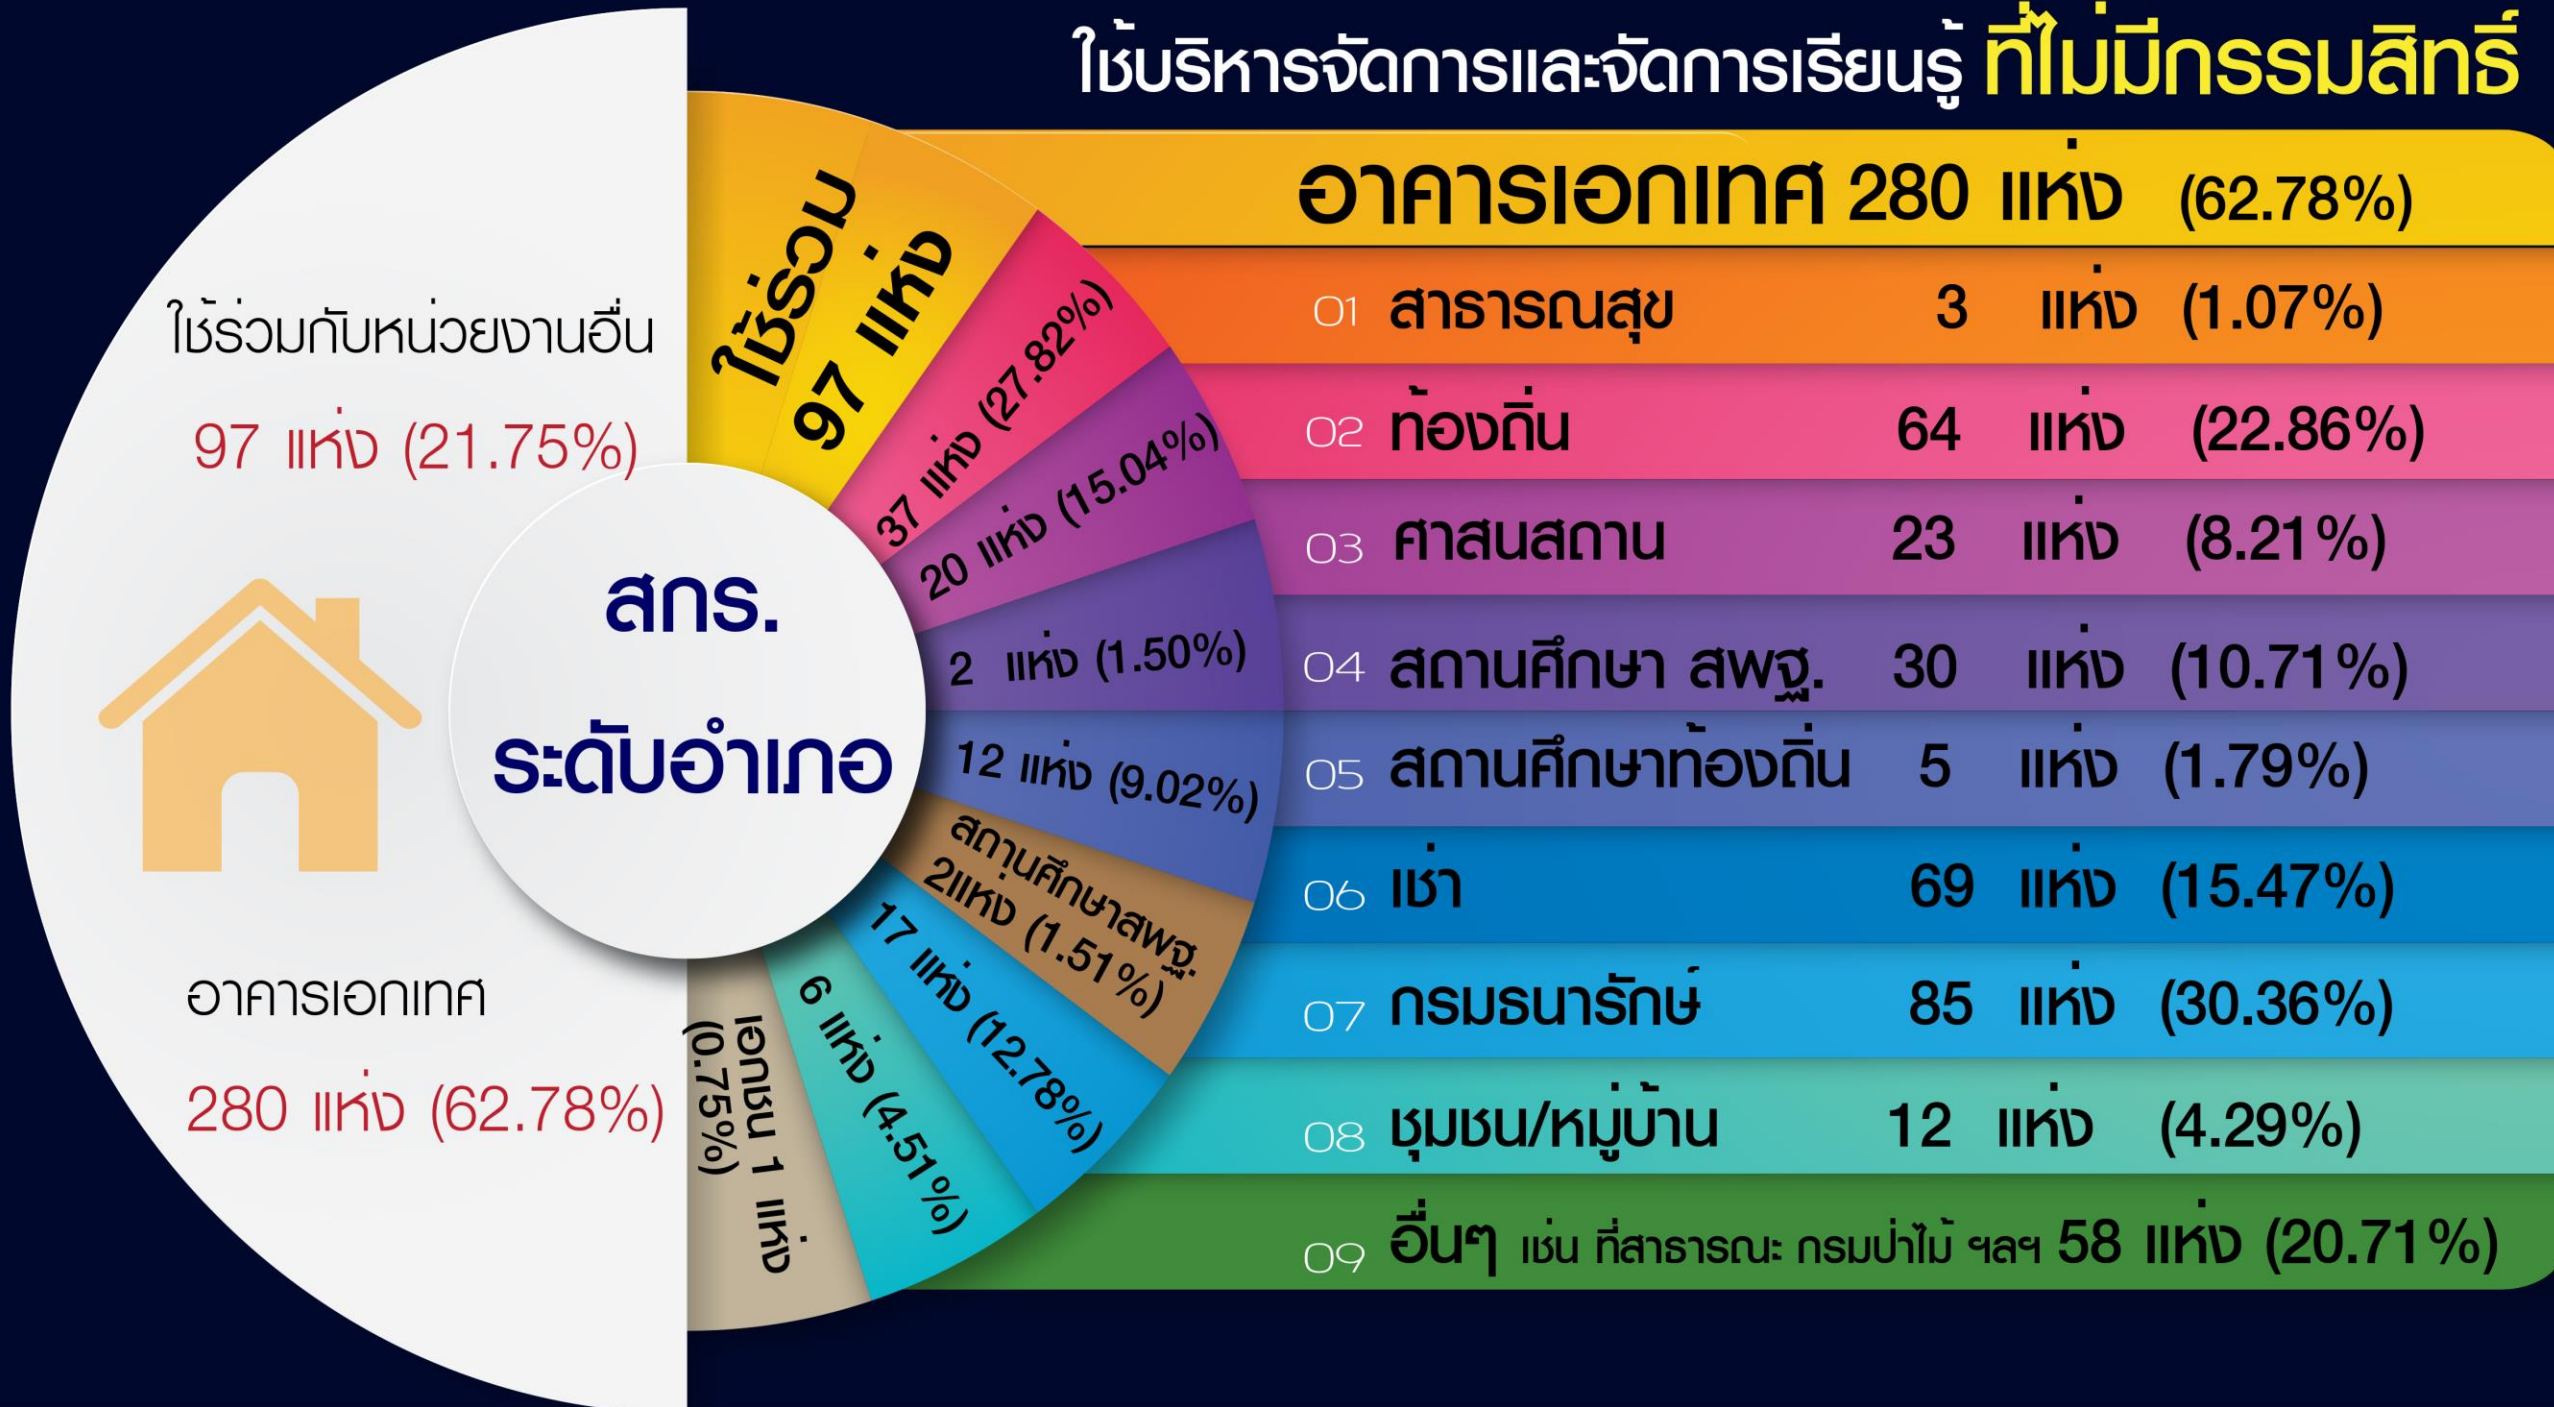 ใช้บริหารจัดการและจัดการเรียนรู้ ที่ไม่มีกรรมสิทธิ์
ใช้ร่วมกับหน่วยงานอื่น
97 แห่ง (21.75%)
สกร.
ระดับอำเภอ
อาคารเอกเทศ
280 แห่ง (62.78%)
ใช้ร่วม
97 แห่ง
37 แห่ง (27.82%)
20 แห่ง (15.04%)
2 แห่ง (1.50%)
12 แห่ง (9.02%)
สถานศึกษาสพฐ.
2แห่ง (1.51%)
17 แห่ง (12.78%)
6 แห่ง (4.51%)
เอกชน 1 แห่ง
(0.75%)
อาคารเอกเทศ 280 แห่ง (62.78%)
01 สาธารณสุข 3 แห่ง (1.07%)
02 ท้องถิ่น 64 แห่ง (22.86%)
03 ศาสนสถาน 23 แห่ง (8.21%)
04 สถานศึกษา สพฐ. 30 แห่ง (10.71%)
05 สถานศึกษาท้องถิ่น 5 แห่ง (1.79%)
06 เช่า 69 แห่ง (15.47%)
07 กรมธนารักษ์ 85 แห่ง (30.36%)
08 ชุมชน/หมู่บ้าน 12 แห่ง (4.29%)
09 อื่นๆ เช่น ที่สาธารณะ กรมป่าไม้ ฯลฯ 58 แห่ง (20.71%)